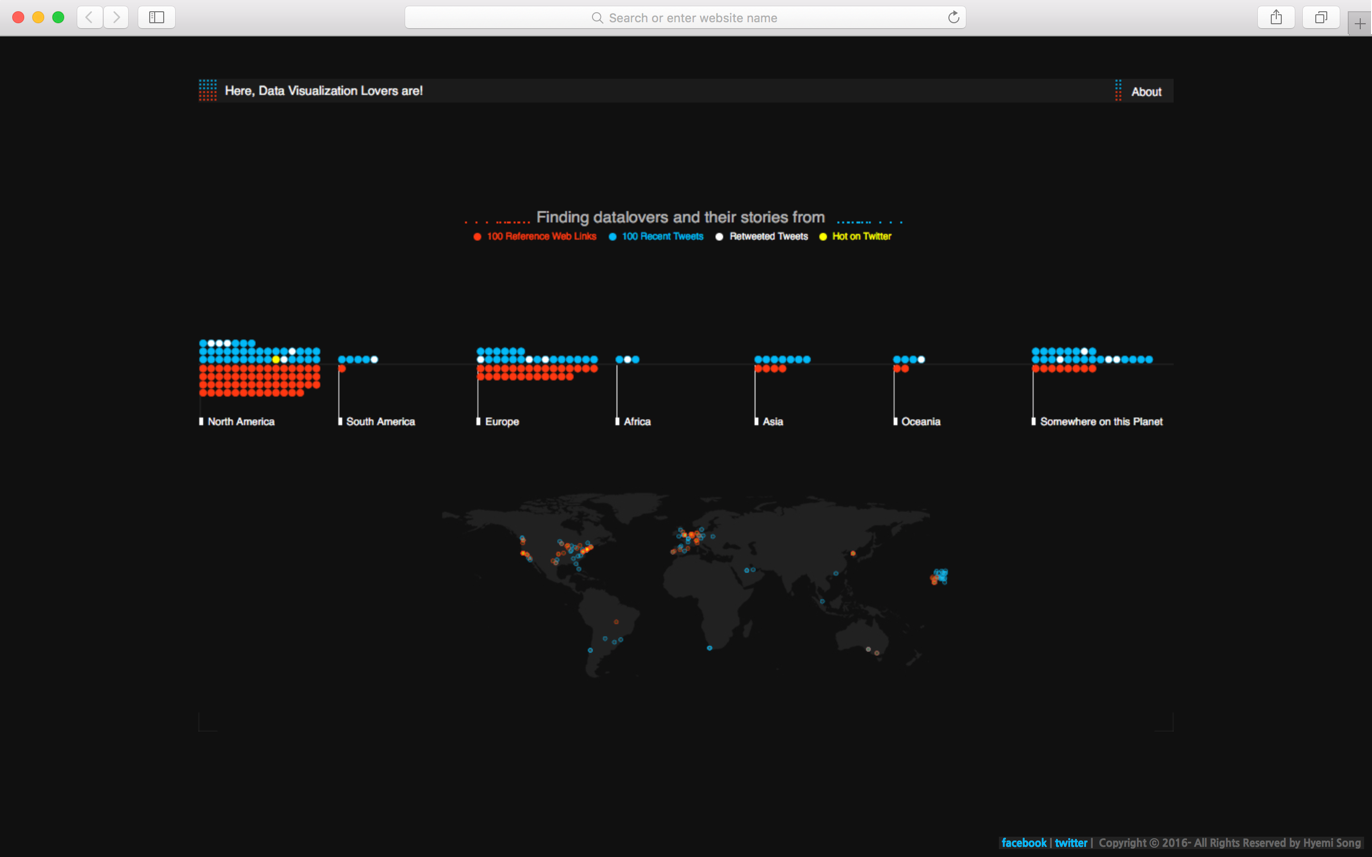 Search or enter website name
Here, Data Visualization Lovers are!
About
Finding datalovers and their stories from
100 Reference Web Links 100 Recent Tweets Retweeted Tweets Hot on Twitter
North America South America Europe Africa Asia Oceania Somewhere on this Planet
facebook | twitter | Copyright © 2016- All Rights Reserved by Hyemi Song